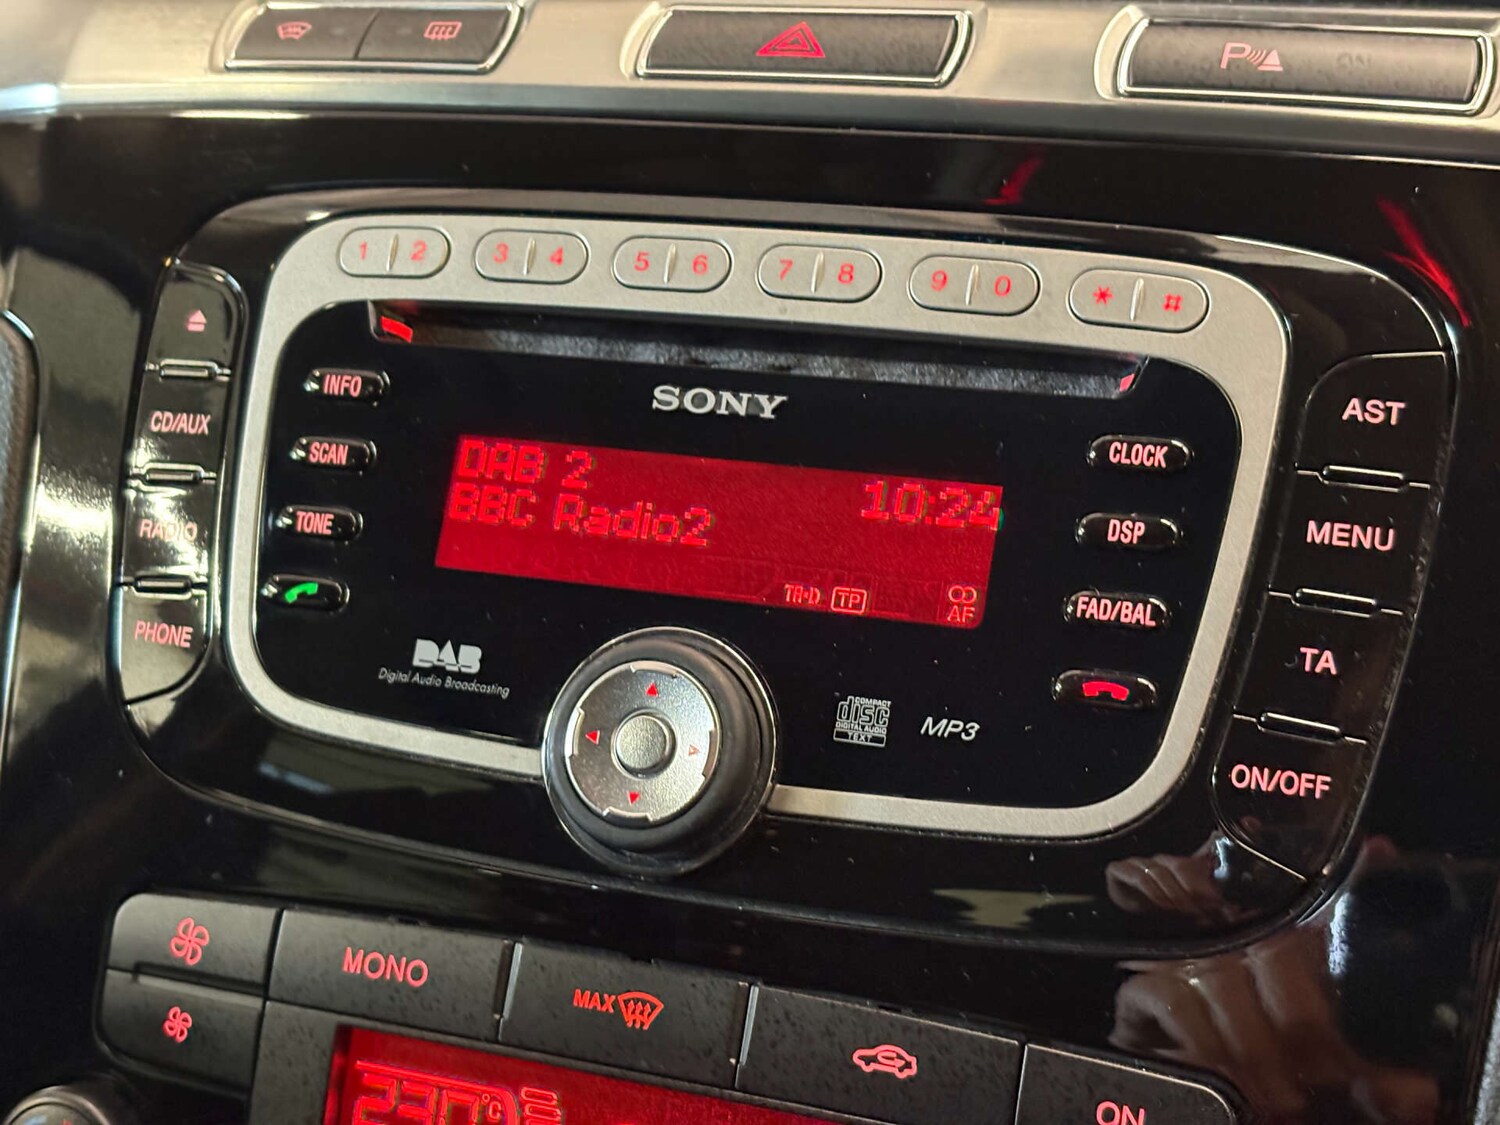 P
1 2 3 4 5 6 7 8 9 0 * #
SONY
INFO
SCAN
TONE
CD/AUX
RADIO
PHONE
DAB 2 10:24
BBC Radio2
TP
AF
CLOCK
DSP
FAD/BAL
AST
MENU
TA
ON/OFF
DAB
Digital Audio Broadcasting
COMPACT
disc
DIGITAL AUDIO
TEXT
MP3
MONO
MAX
ON
23.0°C